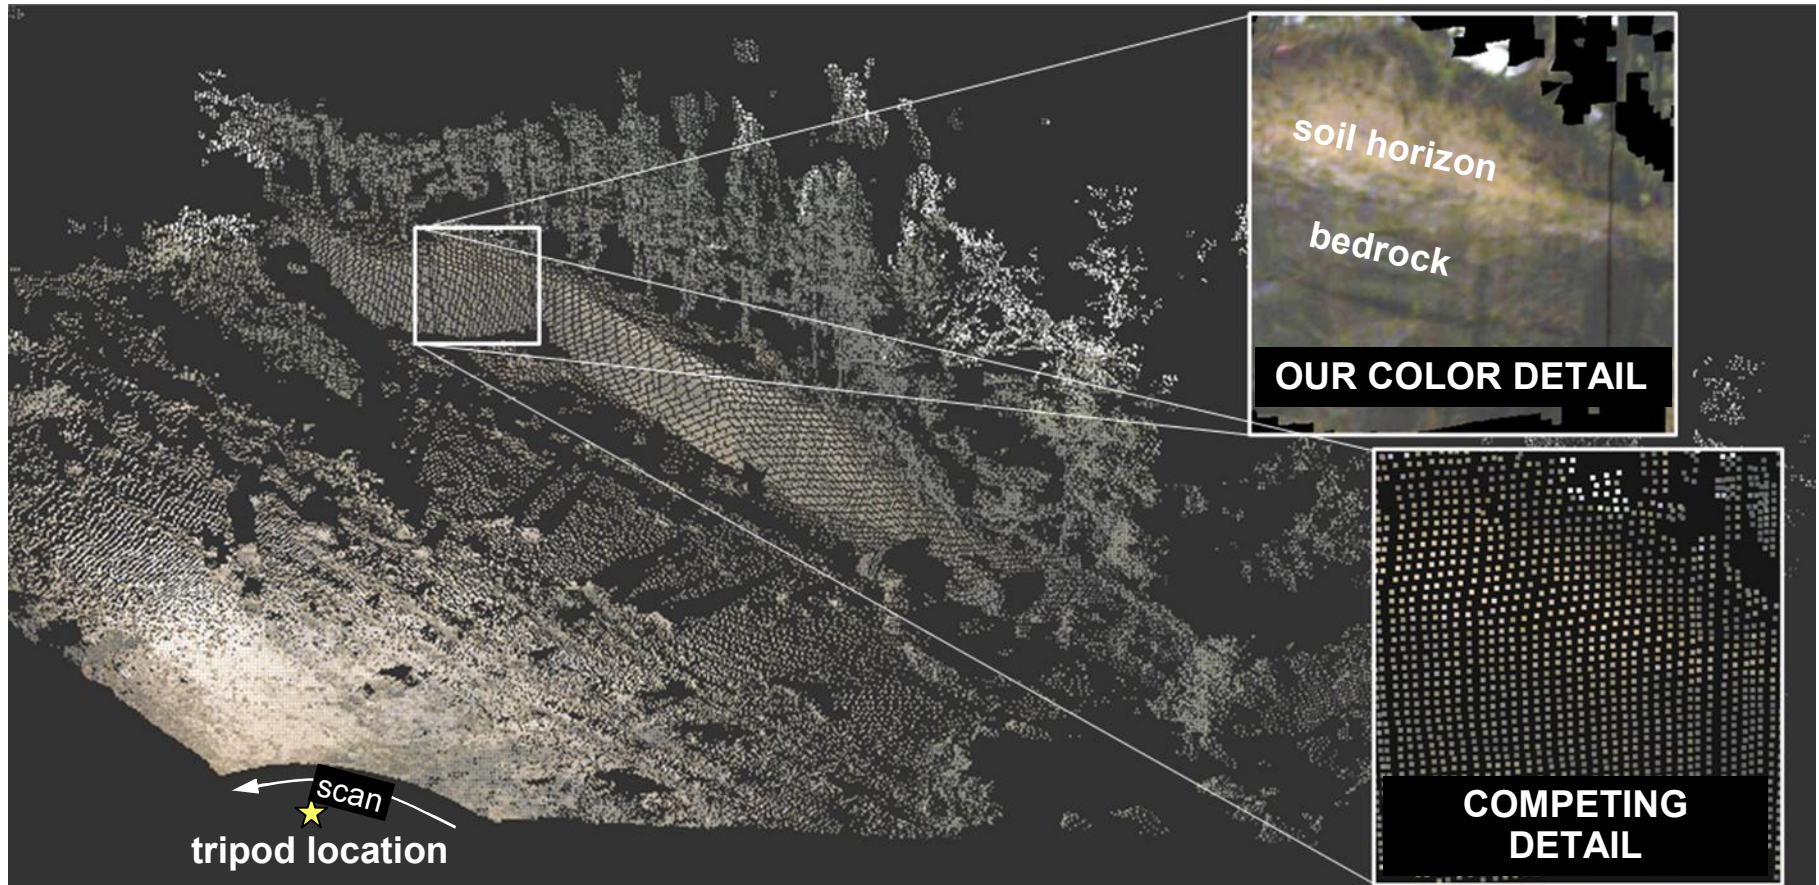 soil horizon
bedrock
OUR COLOR DETAIL
COMPETING
DETAIL
scan
tripod location